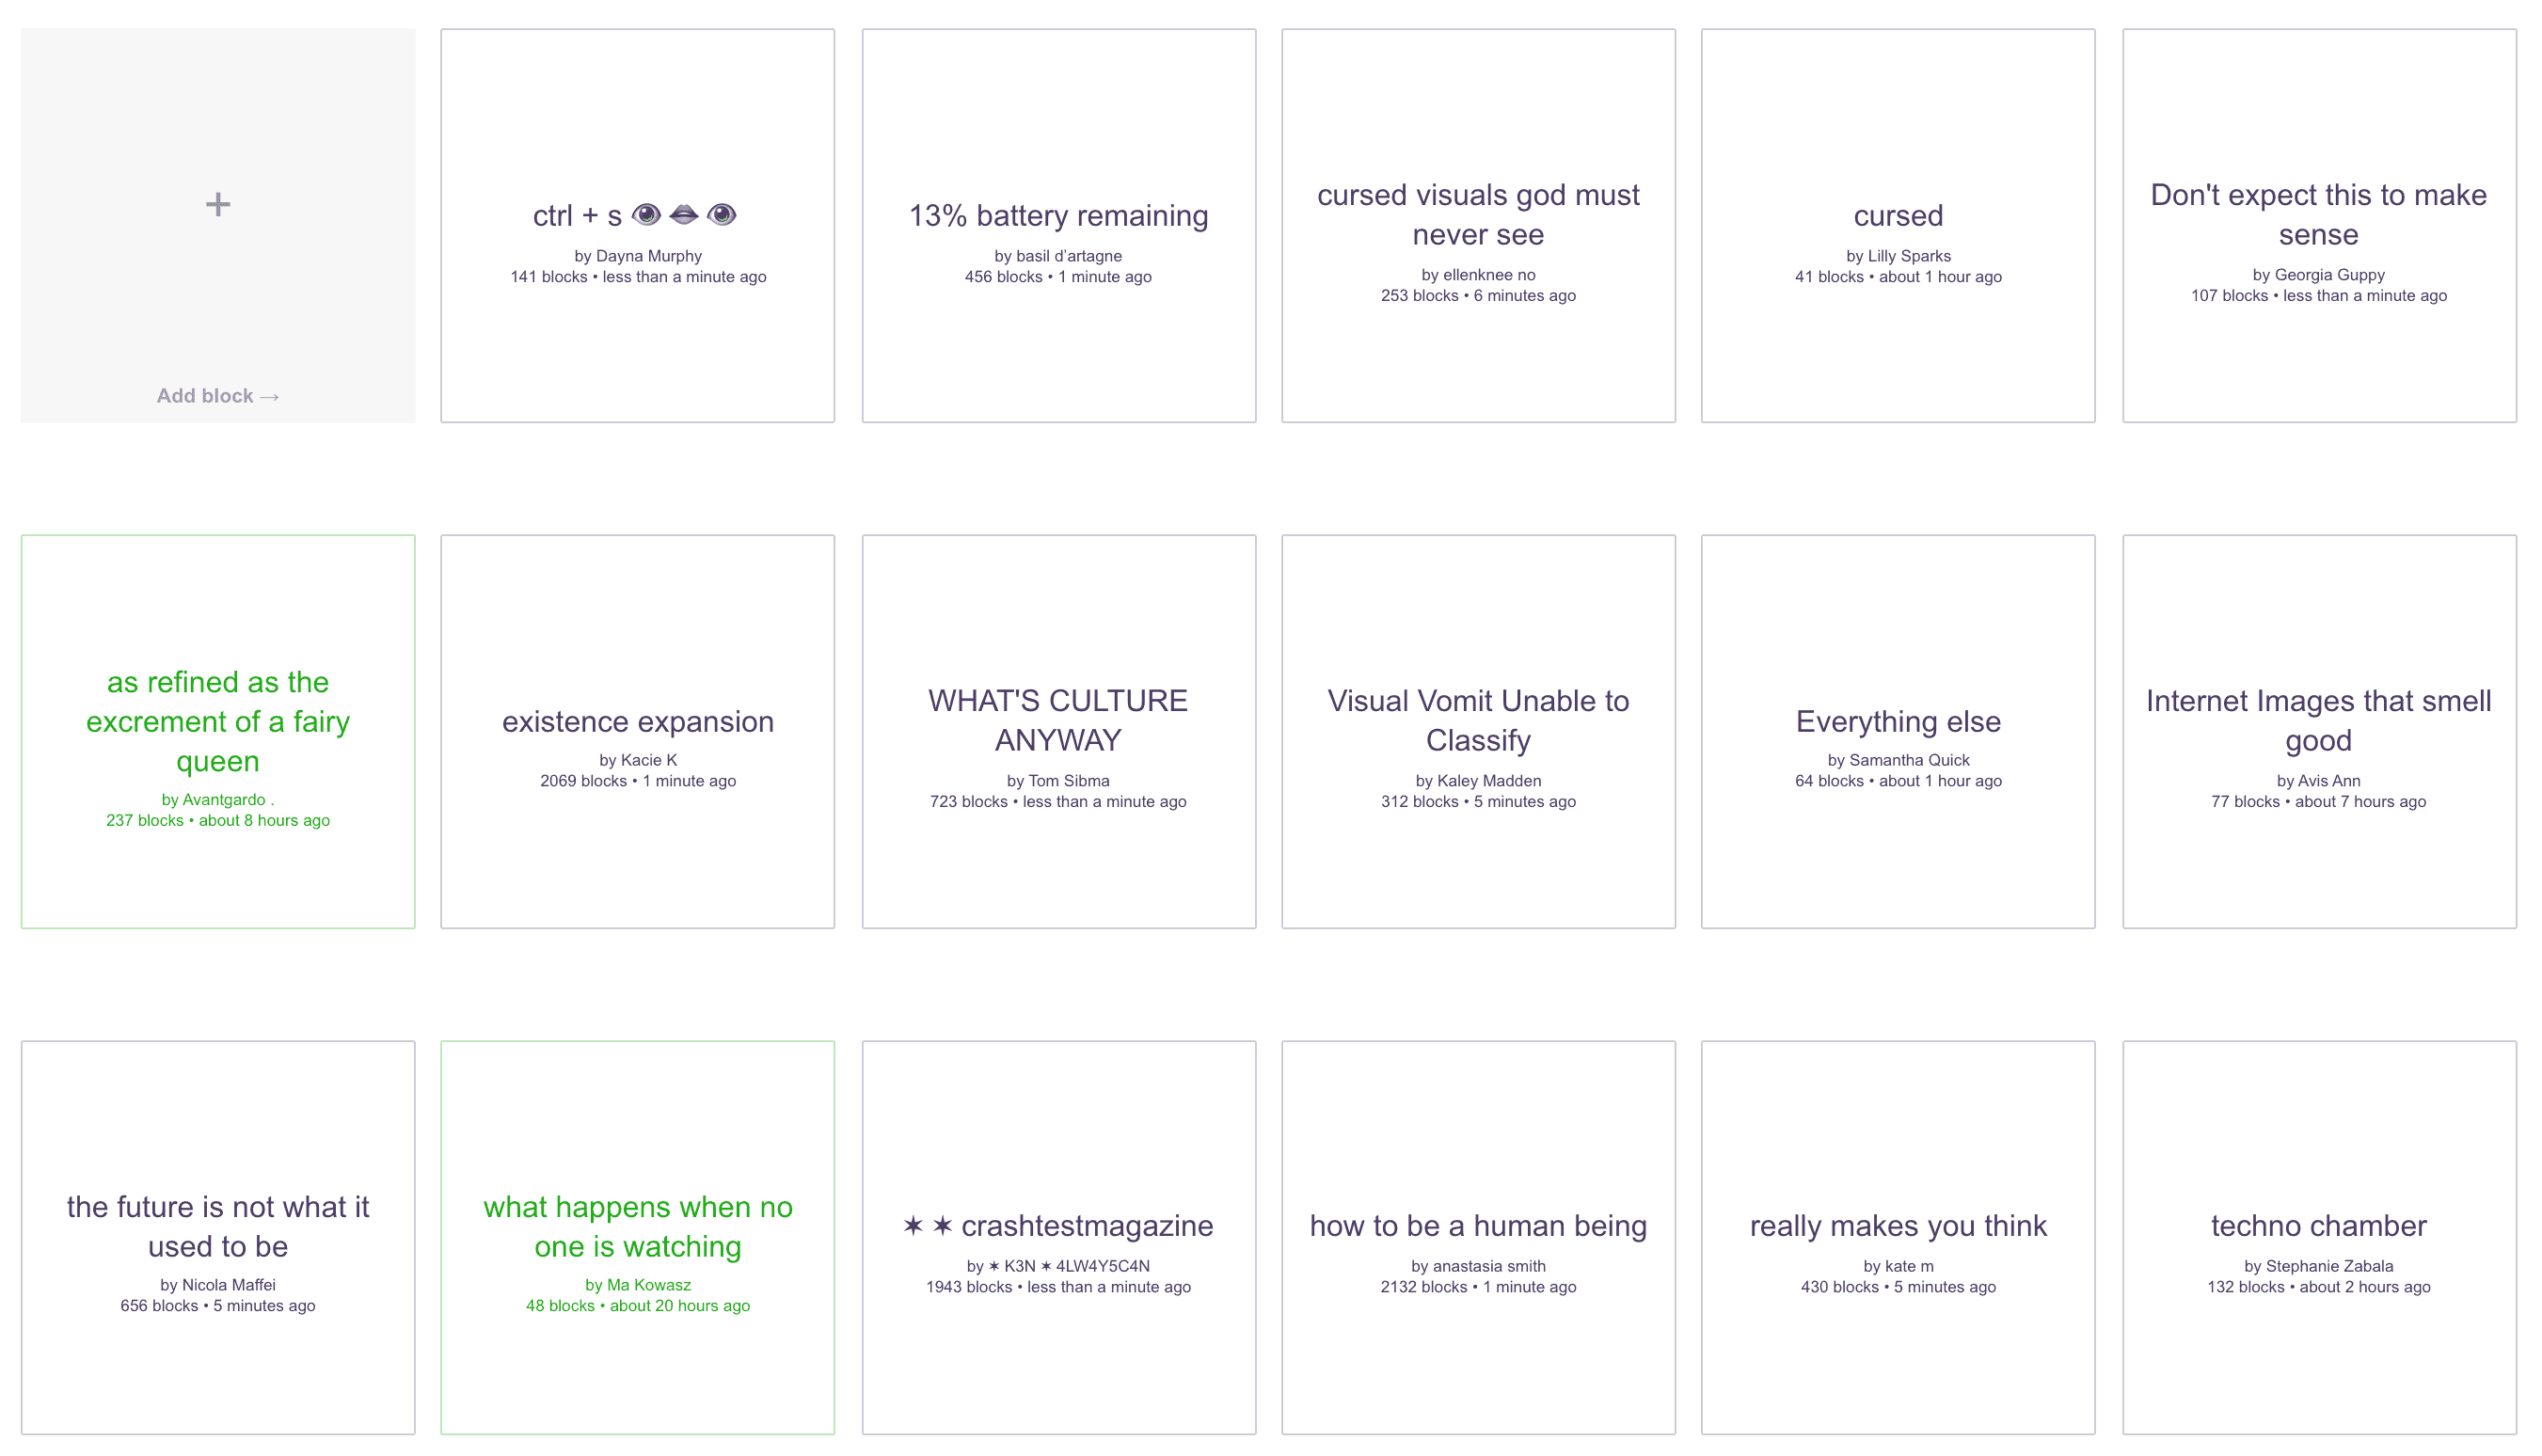 +
Add block →
ctrl + s 👁️👄👁️
by Dayna Murphy
141 blocks • less than a minute ago
13% battery remaining
by basil d'artagne
456 blocks • 1 minute ago
cursed visuals god must
never see
by ellenknee no
253 blocks • 6 minutes ago
cursed
by Lilly Sparks
41 blocks • about 1 hour ago
Don't expect this to make
sense
by Georgia Guppy
107 blocks • less than a minute ago
as refined as the
excrement of a fairy
queen
by Avantgardo .
237 blocks • about 8 hours ago
existence expansion
by Kacie K
2069 blocks • 1 minute ago
WHAT'S CULTURE
ANYWAY
by Tom Sibma
723 blocks • less than a minute ago
Visual Vomit Unable to
Classify
by Kaley Madden
312 blocks • 5 minutes ago
Everything else
by Samantha Quick
64 blocks • about 1 hour ago
Internet Images that smell
good
by Avis Ann
77 blocks • about 7 hours ago
the future is not what it
used to be
by Nicola Maffei
656 blocks • 5 minutes ago
what happens when no
one is watching
by Ma Kowasz
48 blocks • about 20 hours ago
✶ ✶ crashtestmagazine
by ✶ K3N ✶ 4LW4Y5C4N
1943 blocks • less than a minute ago
how to be a human being
by anastasia smith
2132 blocks • 1 minute ago
really makes you think
by kate m
430 blocks • 5 minutes ago
techno chamber
by Stephanie Zabala
132 blocks • about 2 hours ago